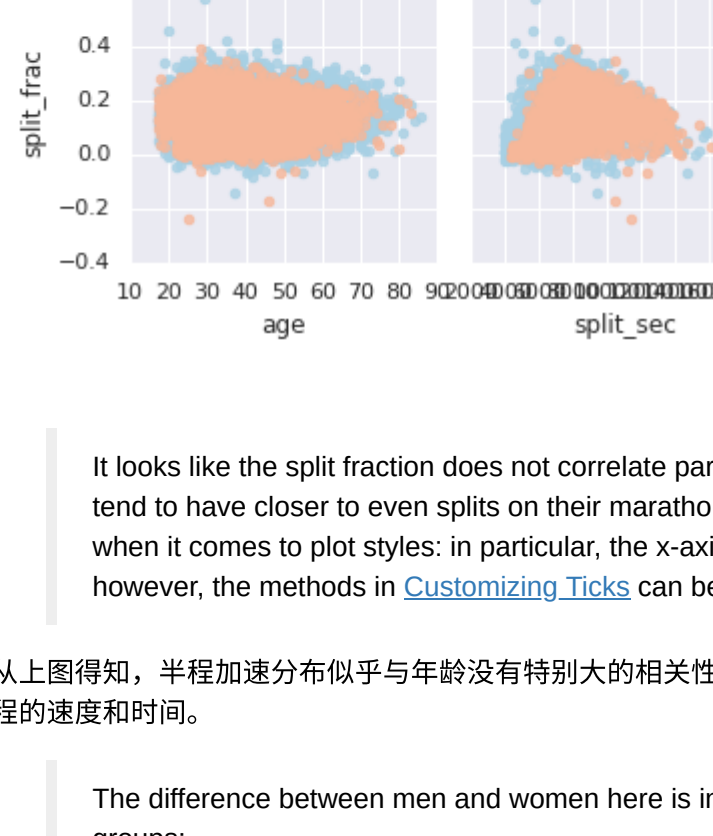 0.4
0.2
0.0
−0.2
−0.4
split_frac
10 20 30 40 50 60 70 80 90
age
split_sec
It looks like the split fraction does not correlate par
tend to have closer to even splits on their maratho
when it comes to plot styles: in particular, the x-axi
however, the methods in Customizing Ticks can be
从上图得知，半程加速分布似乎与年龄没有特别大的相关性
程的速度和时间。
The difference between men and women here is in
groups: